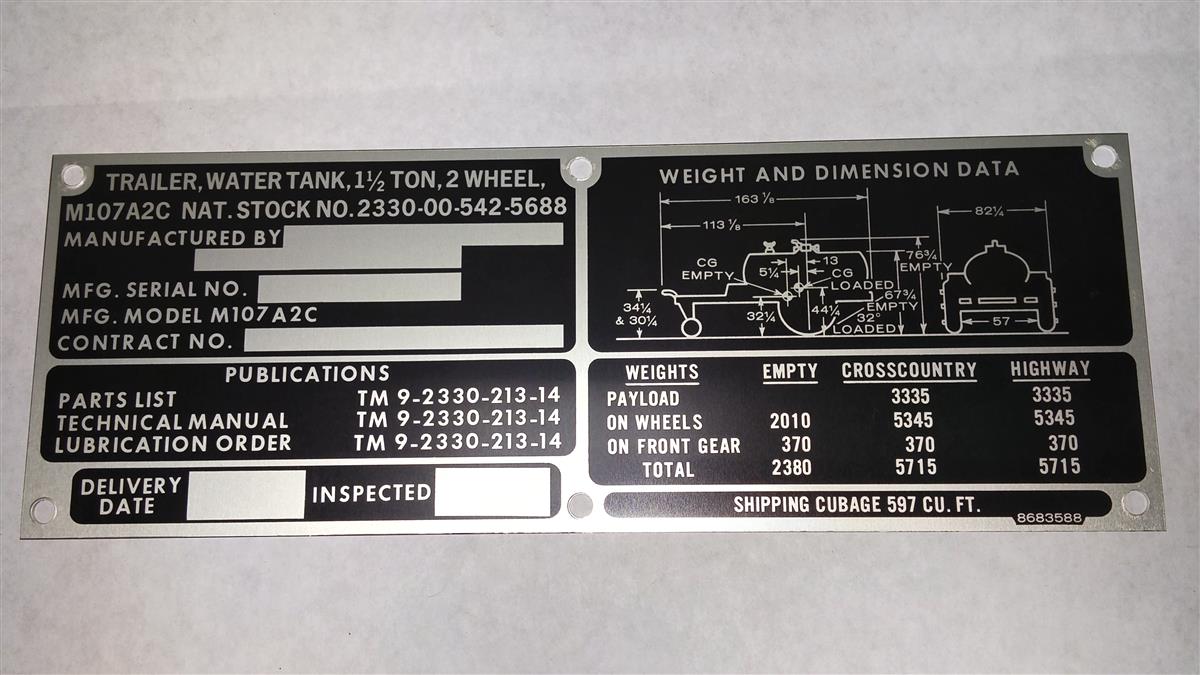 TRAILER, WATER TANK, 1½ TON, 2 WHEEL,
M107A2C NAT. STOCK NO. 2330-00-542-5688
MANUFACTURED BY
MFG. SERIAL NO.
MFG. MODEL M107A2C
CONTRACT NO.
PUBLICATIONS
PARTS LIST TM 9-2330-213-14
TECHNICAL MANUAL TM 9-2330-213-14
LUBRICATION ORDER TM 9-2330-213-14
DELIVERY DATE
INSPECTED
WEIGHT AND DIMENSION DATA
163 ⅛
82¼
113 ⅛
76¾
EMPTY
13
CG
EMPTY
5¼
CG
LOADED
67¾
EMPTY
34¼
& 30¼
32¼
44¼
32°
LOADED
57
WEIGHTS EMPTY CROSSCOUNTRY HIGHWAY
PAYLOAD 3335 3335
ON WHEELS 2010 5345 5345
ON FRONT GEAR 370 370 370
TOTAL 2380 5715 5715
SHIPPING CUBAGE 597 CU. FT.
8683588